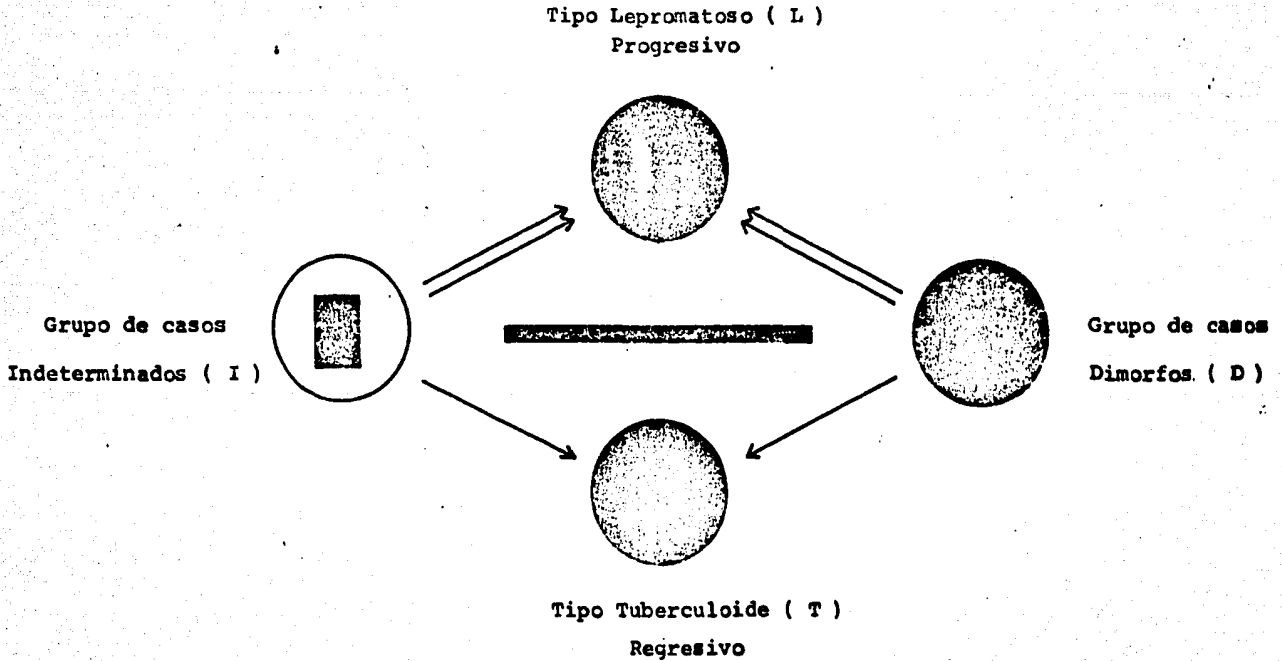 Tipo Lepromatoso ( L )
Progresivo
Grupo de casos
Indeterminados ( I )
Grupo de casos
Dimorfos. ( D )
Tipo Tuberculoide ( T )
Regresivo